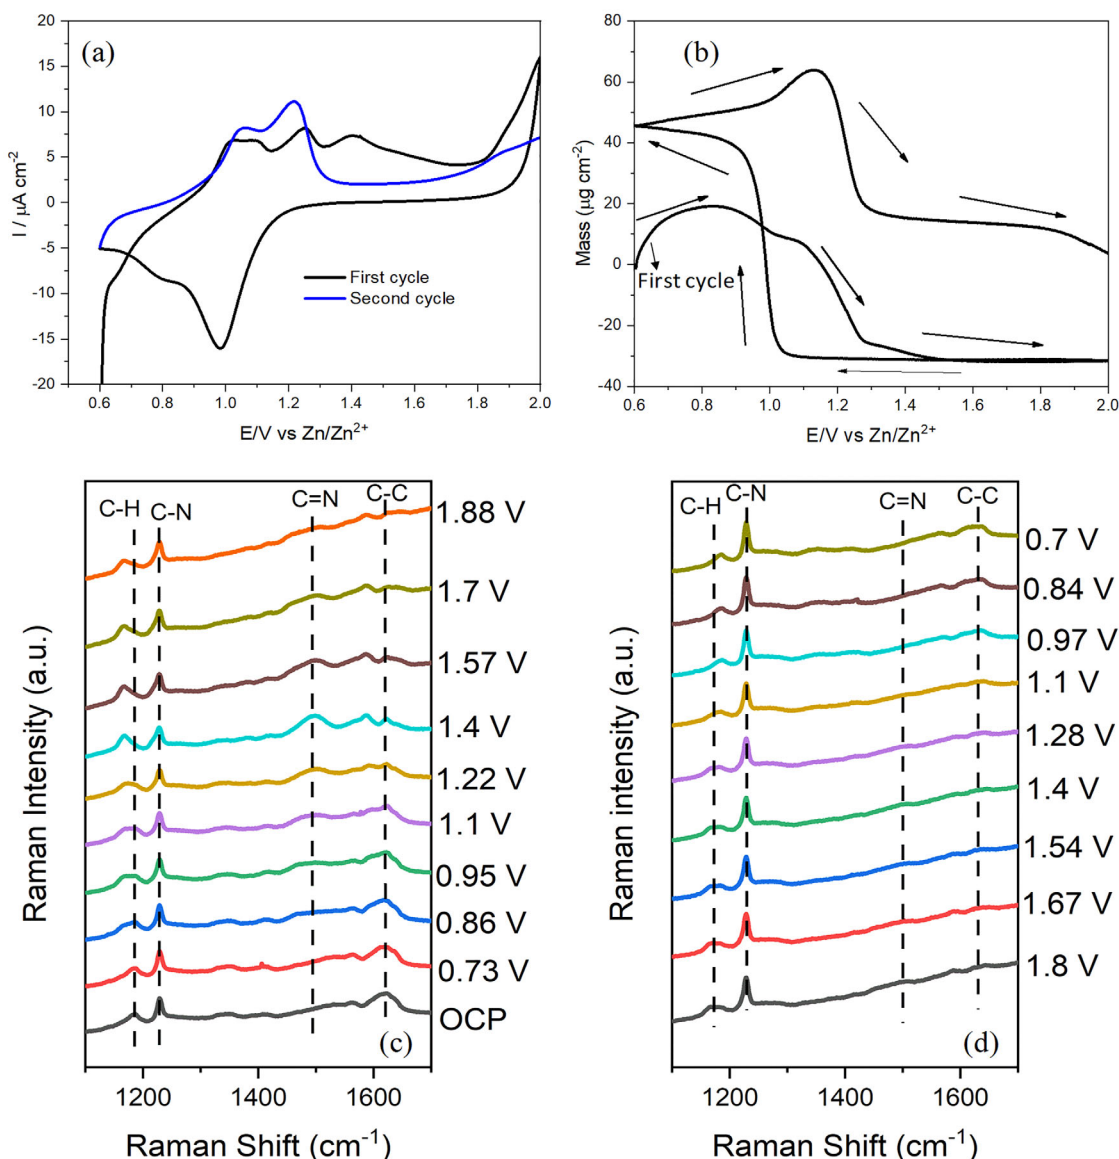 (a)
20
15
10
5
0
-5
-10
-15
-20
I / µA cm⁻²
First cycle
Second cycle
0.6 0.8 1.0 1.2 1.4 1.6 1.8 2.0
E/V vs Zn/Zn²⁺
(b)
80
60
40
20
0
-20
-40
Mass (µg cm⁻²)
First cycle
0.6 0.8 1.0 1.2 1.4 1.6 1.8 2.0
E/V vs Zn/Zn²⁺
C-H
C-N
C=N
C-C
1.88 V
1.7 V
1.57 V
1.4 V
1.22 V
1.1 V
0.95 V
0.86 V
0.73 V
OCP
(c)
Raman Intensity (a.u.)
1200 1400 1600
Raman Shift (cm⁻¹)
C-H
C-N
C=N
C-C
0.7 V
0.84 V
0.97 V
1.1 V
1.28 V
1.4 V
1.54 V
1.67 V
1.8 V
(d)
Raman intensity (a.u.)
1200 1400 1600
Raman Shift (cm⁻¹)